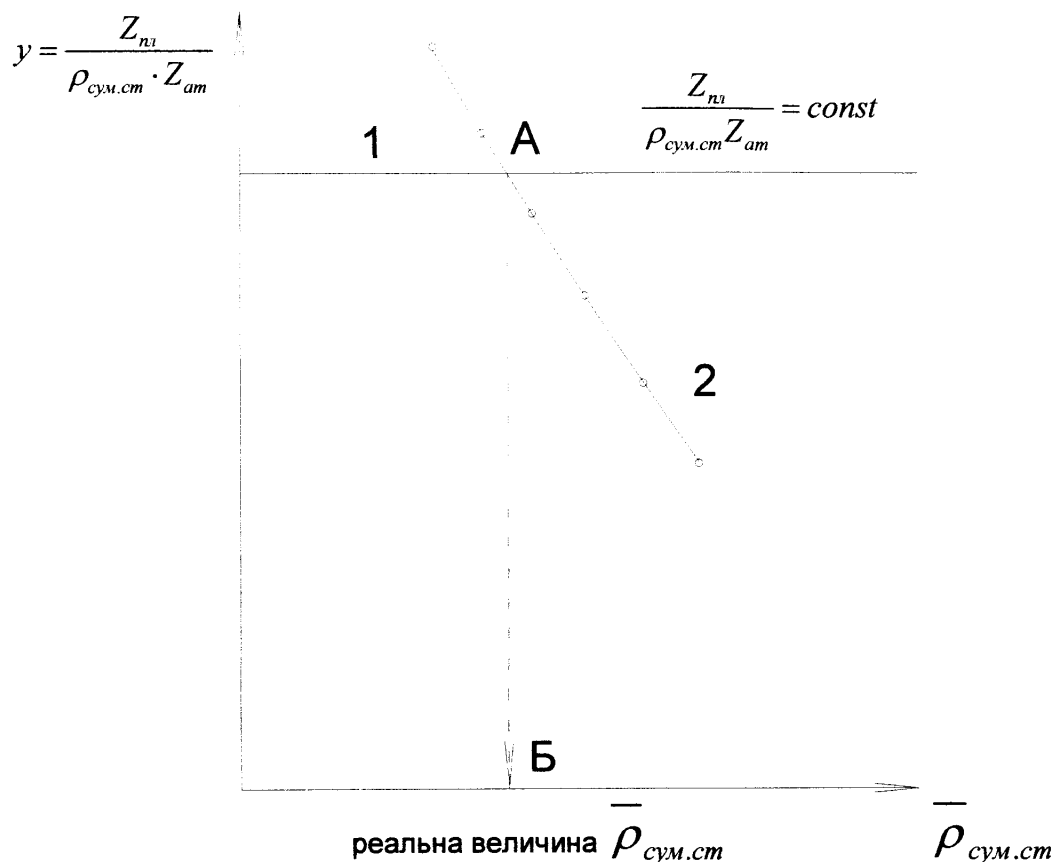 y = Z_пл / (ρ_сум.ст · Z_ат)
Z_пл / (ρ_сум.ст Z_ат) = const
1
А
2
Б
реальна величина ρ̅_сум.ст
ρ̅_сум.ст